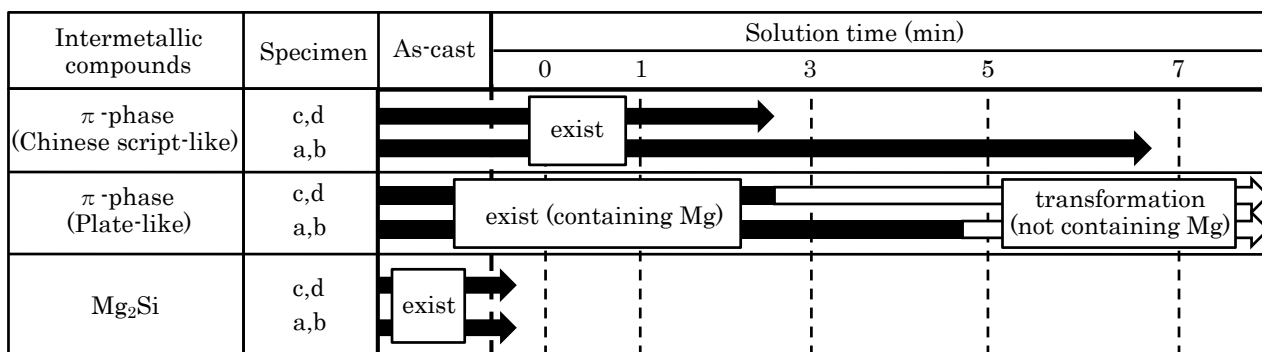 Intermetallic
compounds
Specimen
As-cast
Solution time (min)
0 1 3 5 7
π-phase
(Chinese script-like)
c,d
a,b
exist
π-phase
(Plate-like)
c,d
a,b
exist (containing Mg)
transformation
(not containing Mg)
Mg₂Si
c,d
a,b
exist